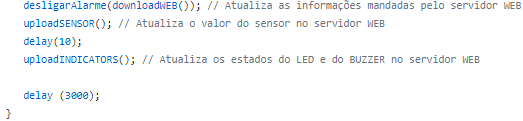 desligarAlarme(downloadWEB()); // Atualiza as informações mandadas pelo servidor WEB
uploadSENSOR(); // Atualiza o valor do sensor no servidor WEB
delay(10);
uploadINDICATORS(); // Atualiza os estados do LED e do BUZZER no servidor WEB
delay (3000);
}